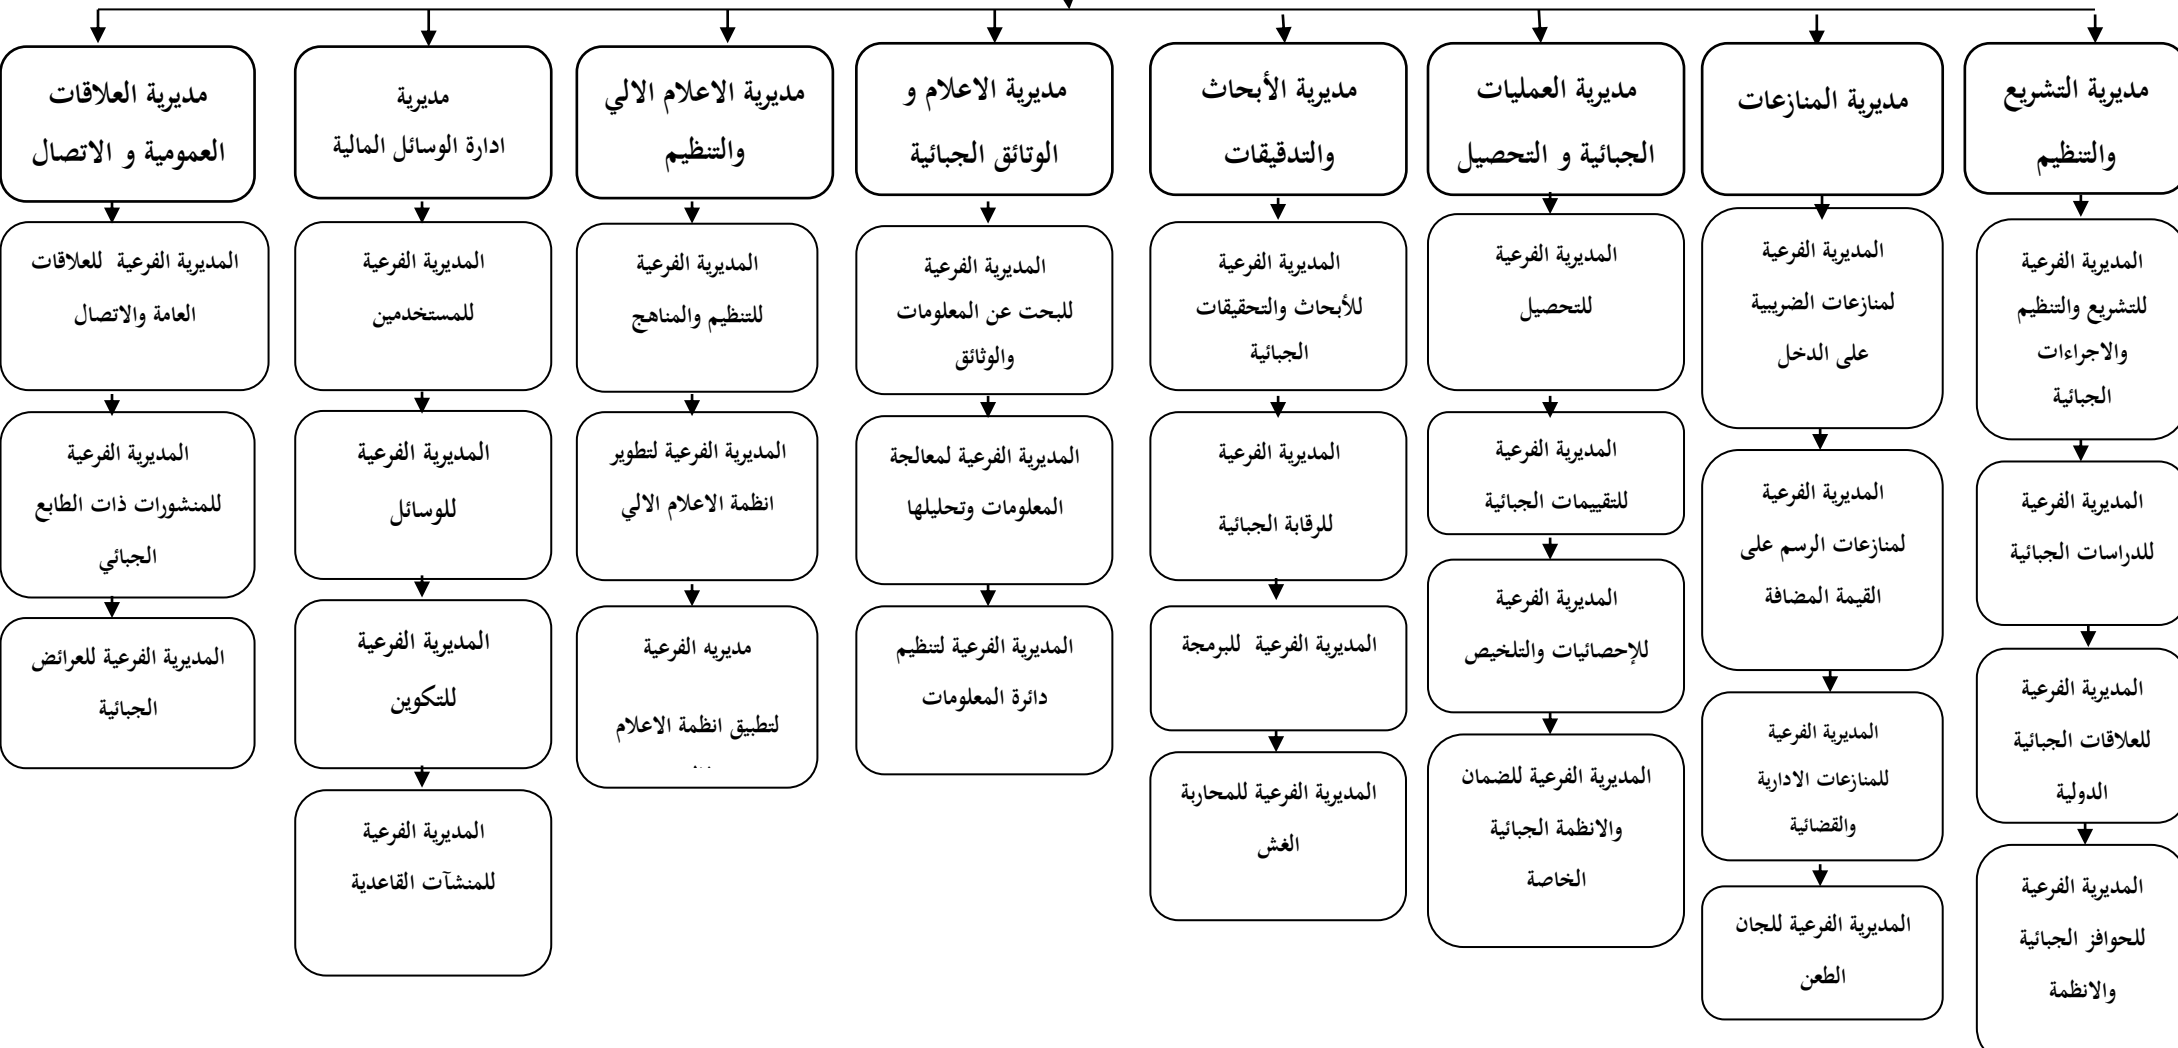 مديرية التشريع
والتنظيم
المديرية الفرعية
للتشريع والتنظيم
والاجراءات
الجبائية
المديرية الفرعية
للدراسات الجبائية
المديرية الفرعية
للعلاقات الجبائية
الدولية
المديرية الفرعية
للحوافز الجبائية
والانظمة
مديرية المنازعات
المديرية الفرعية
لمنازعات الضريبية
على الدخل
المديرية الفرعية
لمنازعات الرسم على
القيمة المضافة
المديرية الفرعية
للمنازعات الادارية
والقضائية
المديرية الفرعية للجان
الطعن
مديرية العمليات
الجبائية و التحصيل
المديرية الفرعية
للتحصيل
المديرية الفرعية
للتقييمات الجبائية
المديرية الفرعية
للإحصائيات والتلخيص
المديرية الفرعية للضمان
والانظمة الجبائية
الخاصة
مديرية الأبحاث
والتدقيقات
المديرية الفرعية
للأبحاث والتحقيقات
الجبائية
المديرية الفرعية
للرقابة الجبائية
المديرية الفرعية للبرمجة
المديرية الفرعية للمحاربة
الغش
مديرية الاعلام و
الوتائق الجبائية
المديرية الفرعية
للبحت عن المعلومات
والوثائق
المديرية الفرعية لمعالجة
المعلومات وتحليلها
المديرية الفرعية لتنظيم
دائرة المعلومات
مديرية الاعلام الالي
والتنظيم
المديرية الفرعية
للتنظيم والمناهج
المديرية الفرعية لتطوير
انظمة الاعلام الالي
مديريه الفرعية
لتطبيق انظمة الاعلام
مديرية
ادارة الوسائل المالية
المديرية الفرعية
للمستخدمين
المديرية الفرعية
للوسائل
المديرية الفرعية
للتكوين
المديرية الفرعية
للمنشآت القاعدية
مديرية العلاقات
العمومية و الاتصال
المديرية الفرعية للعلاقات
العامة والاتصال
المديرية الفرعية
للمنشورات ذات الطابع
الجبائي
المديرية الفرعية للعرائض
الجبائية